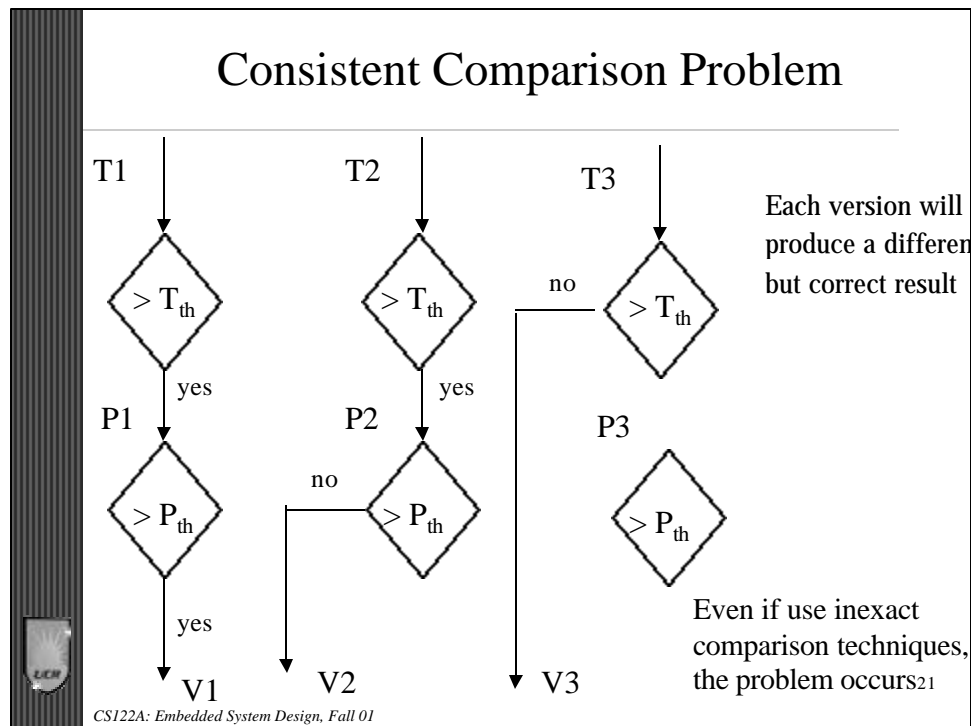 Consistent Comparison Problem
T1
T2
T3
Each version will
produce a differen
but correct result
> T_th
> T_th
no
> T_th
yes
yes
P1
P2
P3
no
> P_th
> P_th
> P_th
yes
Even if use inexact
comparison techniques,
the problem occurs21
V1
V2
V3
UCR
CS122A: Embedded System Design, Fall 01